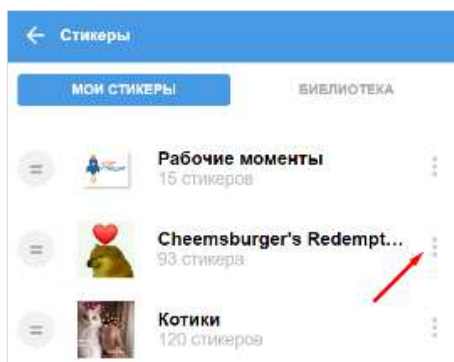 Стикеры
МОИ СТИКЕРЫ
БИБЛИОТЕКА
Рабочие моменты
15 стикеров
Cheemsburger's Redempt...
93 стикера
Котики
120 стикеров